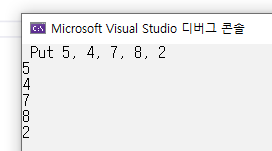 Microsoft Visual Studio 디버그 콘솔
Put 5, 4, 7, 8, 2
5
4
7
8
2